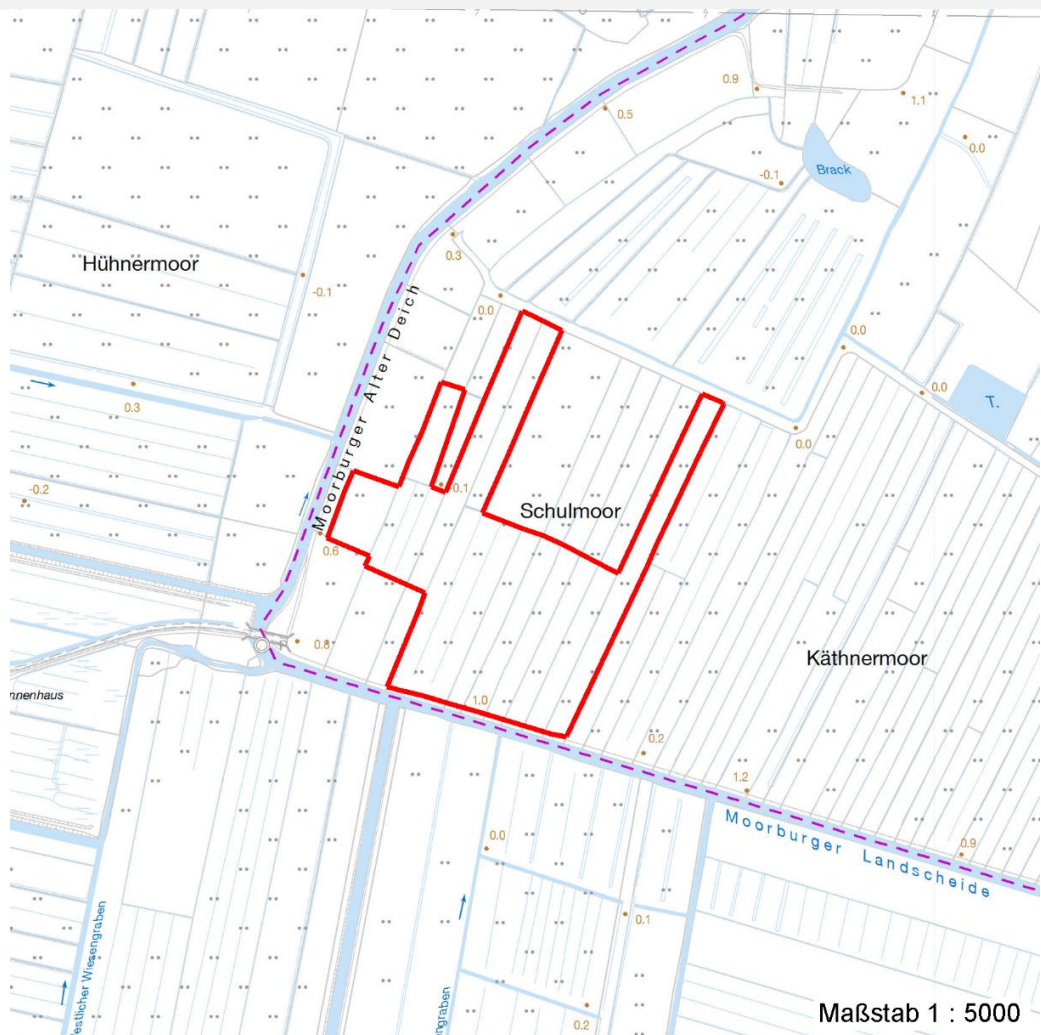 0.9
1.1
0.5
0.0
Brack
-0.1
0.3
Hühnermoor
-0.1
0.0
Moorburger Alter Deich
0.0
0.3
0.0
T.
0.0
-0.1
-0.2
Schulmoor
0.6
0.8
Käthnermoor
nnenhaus
1.0
0.2
1.2
Moorburger Landscheide
0.9
0.0
0.1
estlicher Wiesengraben
engraben
0.2
Maßstab 1 : 5000